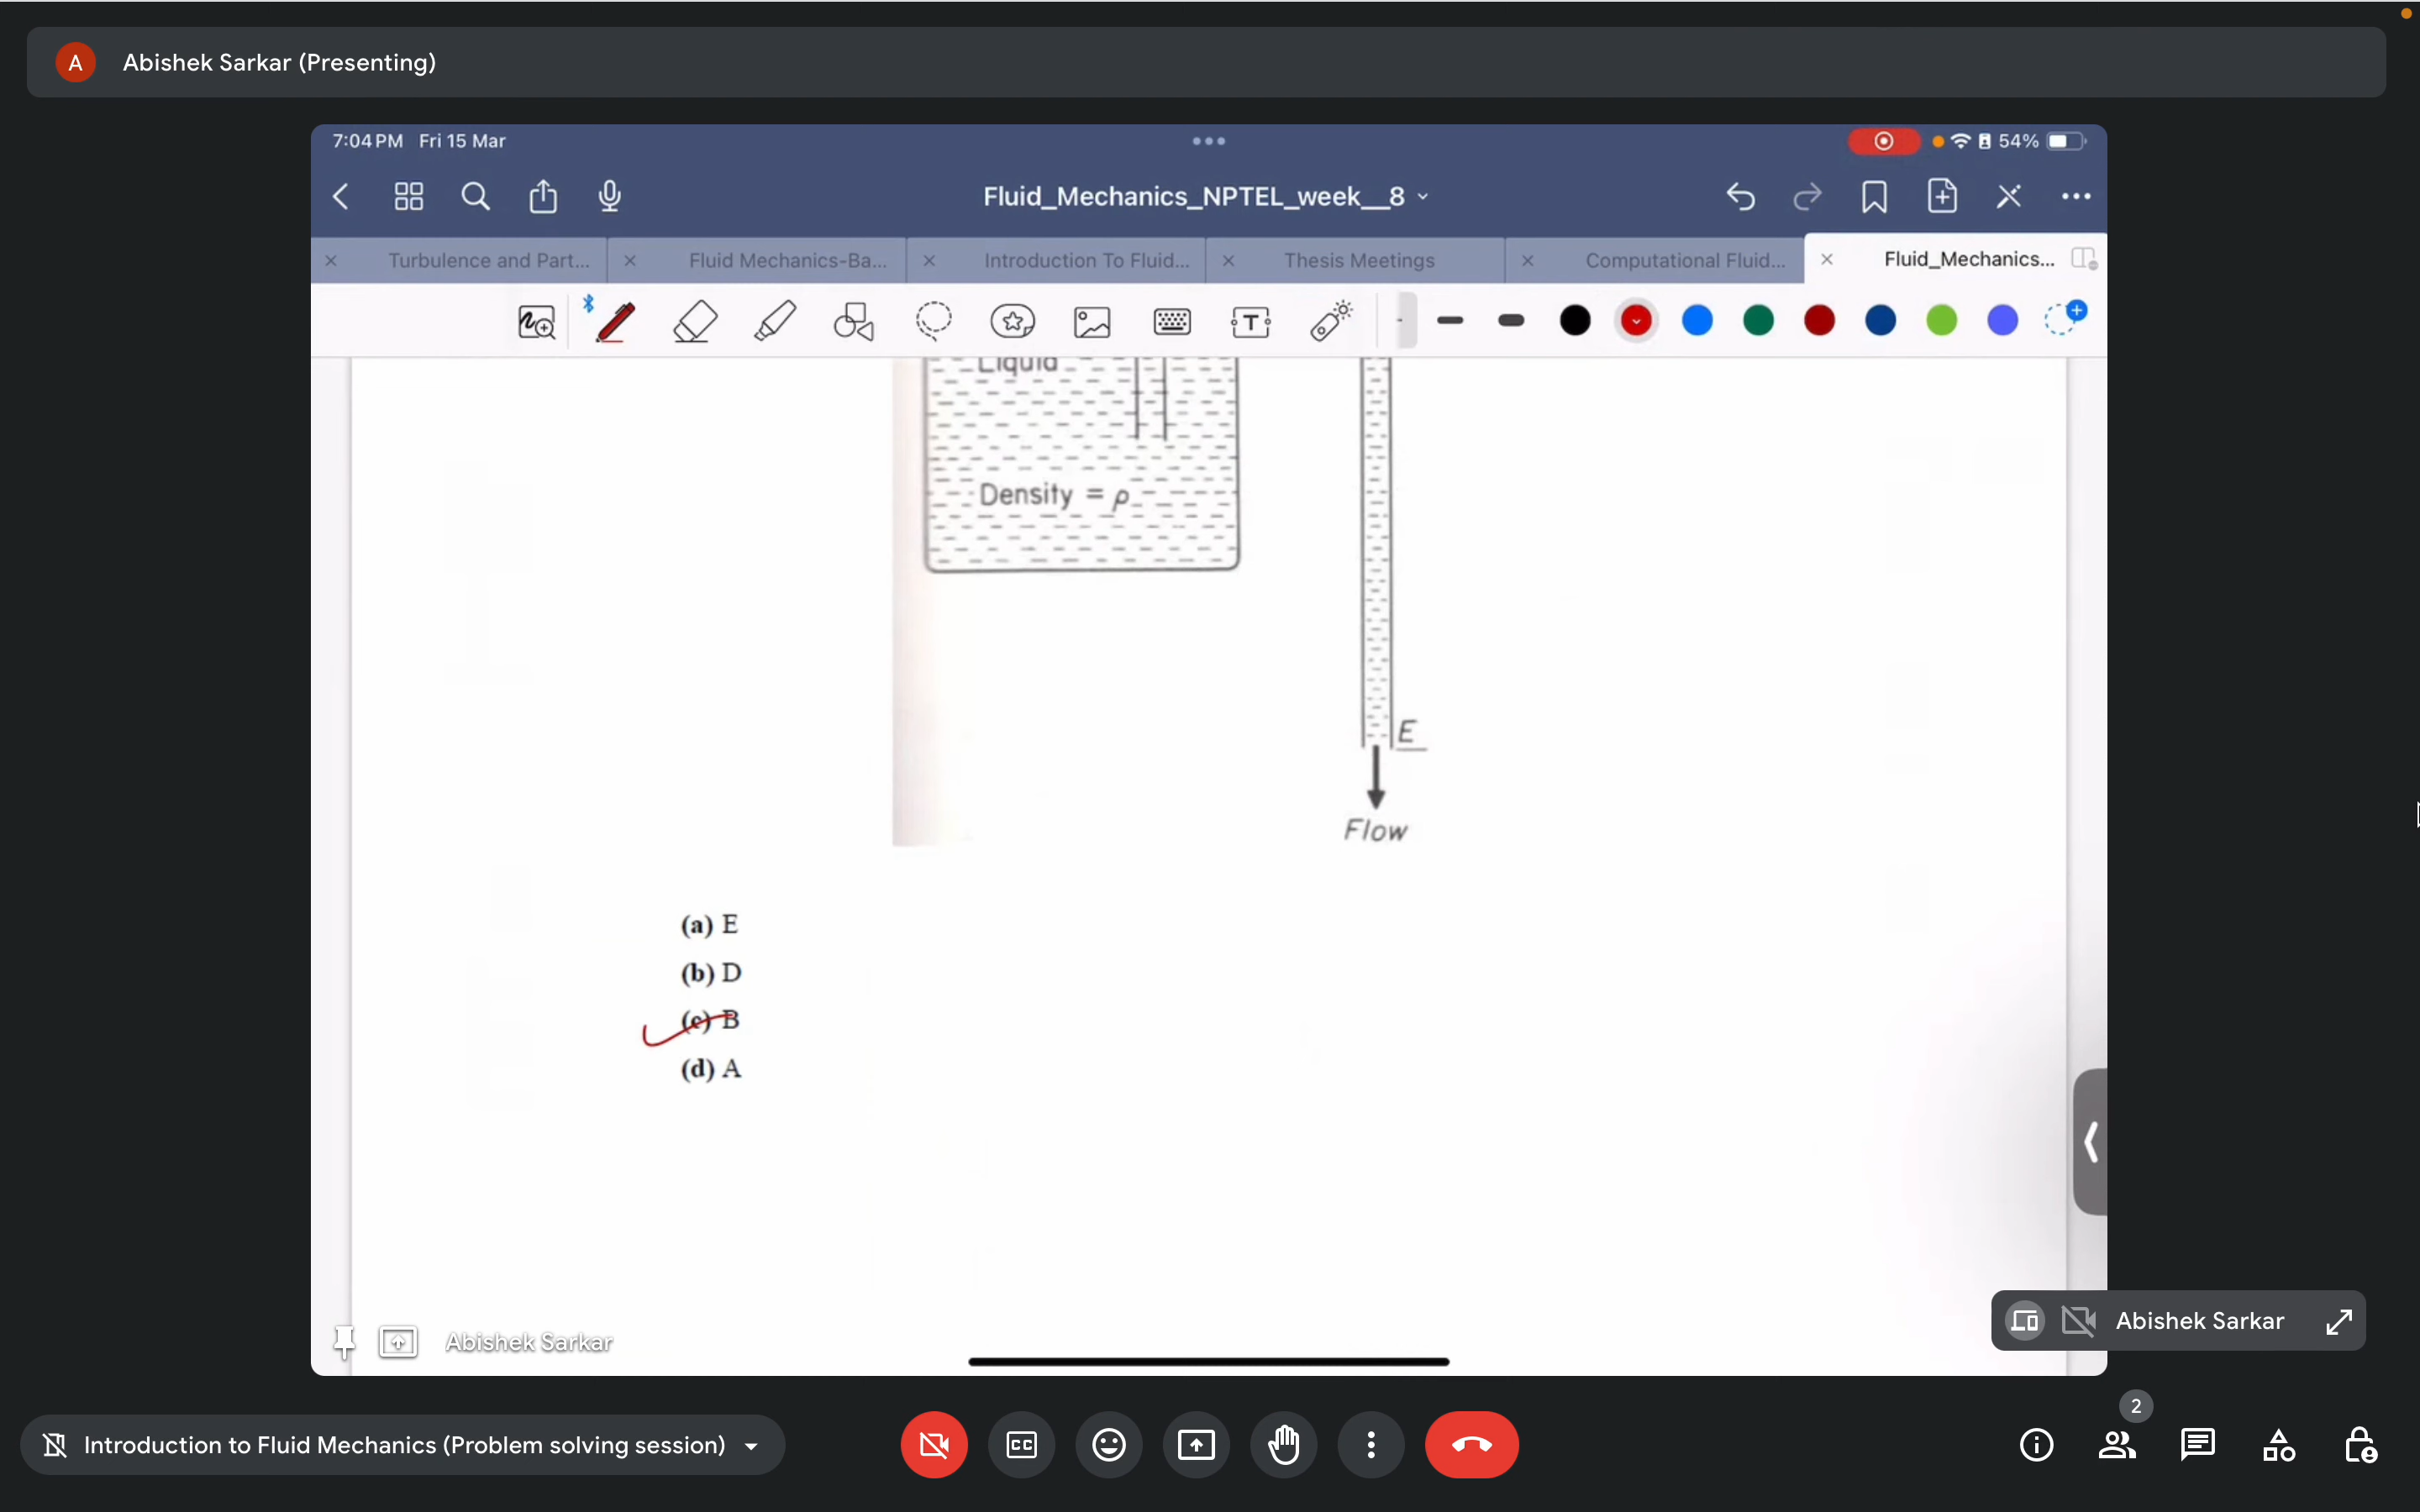 A Abishek Sarkar (Presenting)
7:04 PM Fri 15 Mar
54%
Fluid_Mechanics_NPTEL_week__8
Turbulence and Part...
Fluid Mechanics-Ba...
Introduction To Fluid...
Thesis Meetings
Computational Fluid...
Fluid_Mechanics...
T
Liquid
Density = ρ
E
Flow
(a) E
(b) D
(c) B
(d) A
Abishek Sarkar
Abishek Sarkar
2
Introduction to Fluid Mechanics (Problem solving session)
CC